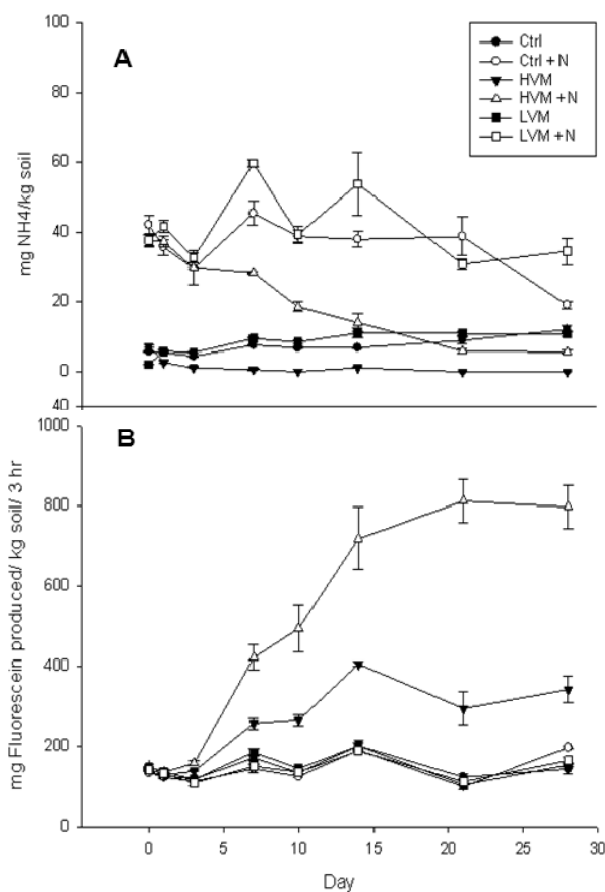 100
80
60
40
20
0
40
mg NH4/kg soil
A
Ctrl
Ctrl + N
HVM
HVM + N
LVM
LVM + N
1000
800
600
400
200
0
mg Fluorescein produced/ kg soil/ 3 hr
B
0 5 10 15 20 25 30
Day